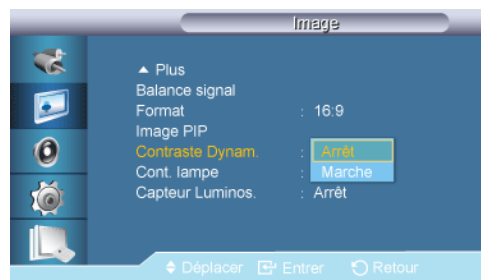 Image
▲ Plus
Balance signal
Format : 16:9
Image PIP
Contraste Dynam. : Arrêt
Cont. lampe : Marche
Capteur Luminos. : Arrêt
Déplacer Entrer Retour